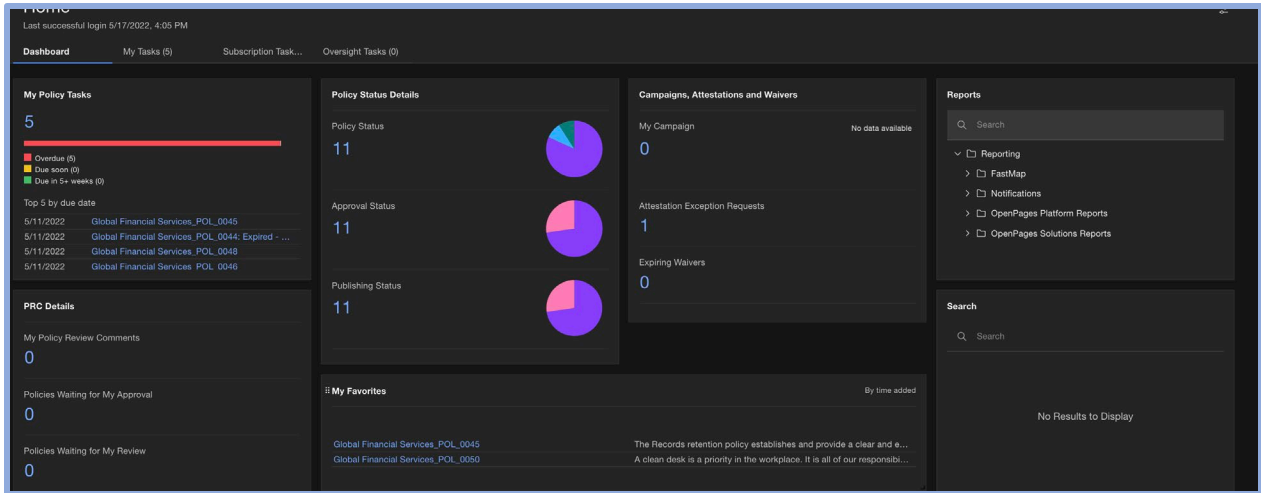 Home
Last successful login 5/17/2022, 4:05 PM
Dashboard My Tasks (5) Subscription Task... Oversight Tasks (0)
My Policy Tasks
5
Overdue (5)
Due soon (0)
Due in 5+ weeks (0)
Top 5 by due date
5/11/2022 Global Financial Services_POL_0045
5/11/2022 Global Financial Services_POL_0044: Expired - ...
5/11/2022 Global Financial Services_POL_0048
5/11/2022 Global Financial Services_POL_0046
PRC Details
My Policy Review Comments
0
Policies Waiting for My Approval
0
Policies Waiting for My Review
0
Policy Status Details
Policy Status
11
Approval Status
11
Publishing Status
11
Campaigns, Attestations and Waivers
My Campaign No data available
0
Attestation Exception Requests
1
Expiring Waivers
0
My Favorites By time added
Global Financial Services_POL_0045 The Records retention policy establishes and provide a clear and e...
Global Financial Services_POL_0050 A clean desk is a priority in the workplace. It is all of our responsibi...
Reports
Search
Reporting
FastMap
Notifications
OpenPages Platform Reports
OpenPages Solutions Reports
Search
Search
No Results to Display